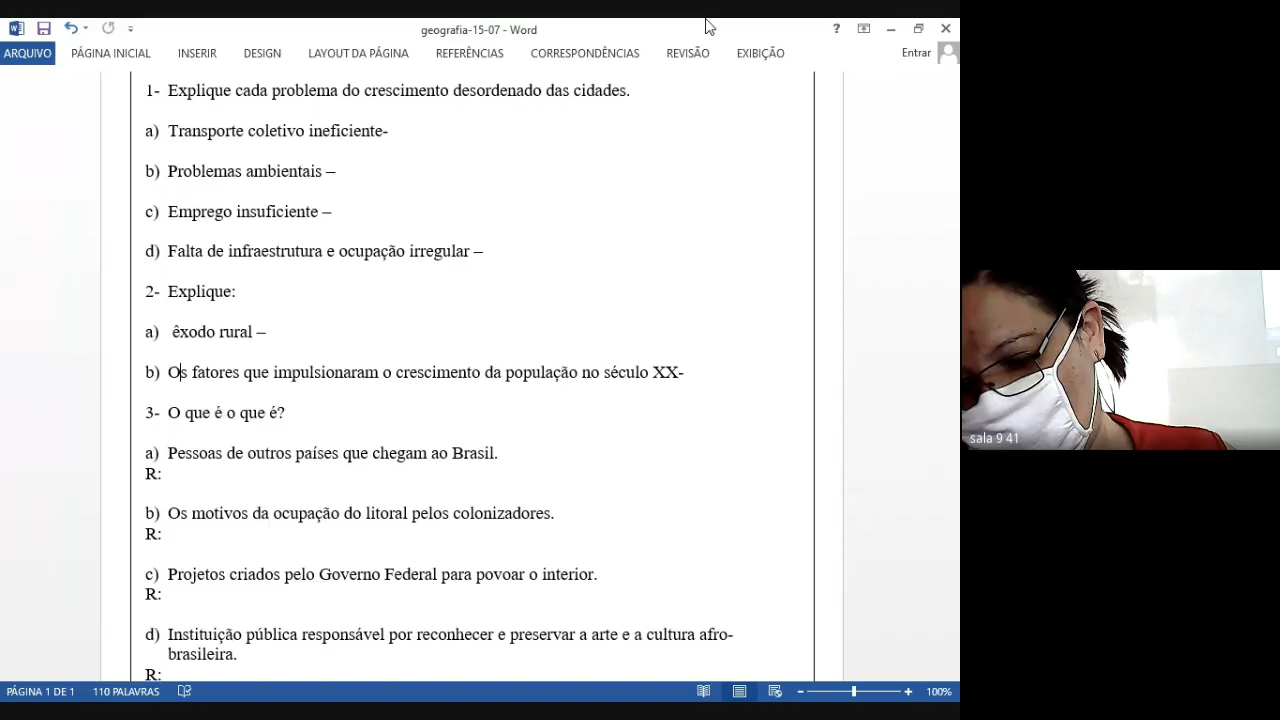 geografia-15-07 - Word
?
ARQUIVO PÁGINA INICIAL INSERIR DESIGN LAYOUT DA PÁGINA REFERÊNCIAS CORRESPONDÊNCIAS REVISÃO EXIBIÇÃO Entrar
1- Explique cada problema do crescimento desordenado das cidades.
a) Transporte coletivo ineficiente-
b) Problemas ambientais –
c) Emprego insuficiente –
d) Falta de infraestrutura e ocupação irregular –
2- Explique:
a) êxodo rural –
b) Os fatores que impulsionaram o crescimento da população no século XX-
3- O que é o que é?
a) Pessoas de outros países que chegam ao Brasil.
R:
b) Os motivos da ocupação do litoral pelos colonizadores.
R:
c) Projetos criados pelo Governo Federal para povoar o interior.
R:
d) Instituição pública responsável por reconhecer e preservar a arte e a cultura afro-
brasileira.
R:
PÁGINA 1 DE 1 110 PALAVRAS 100%
sala 9 41